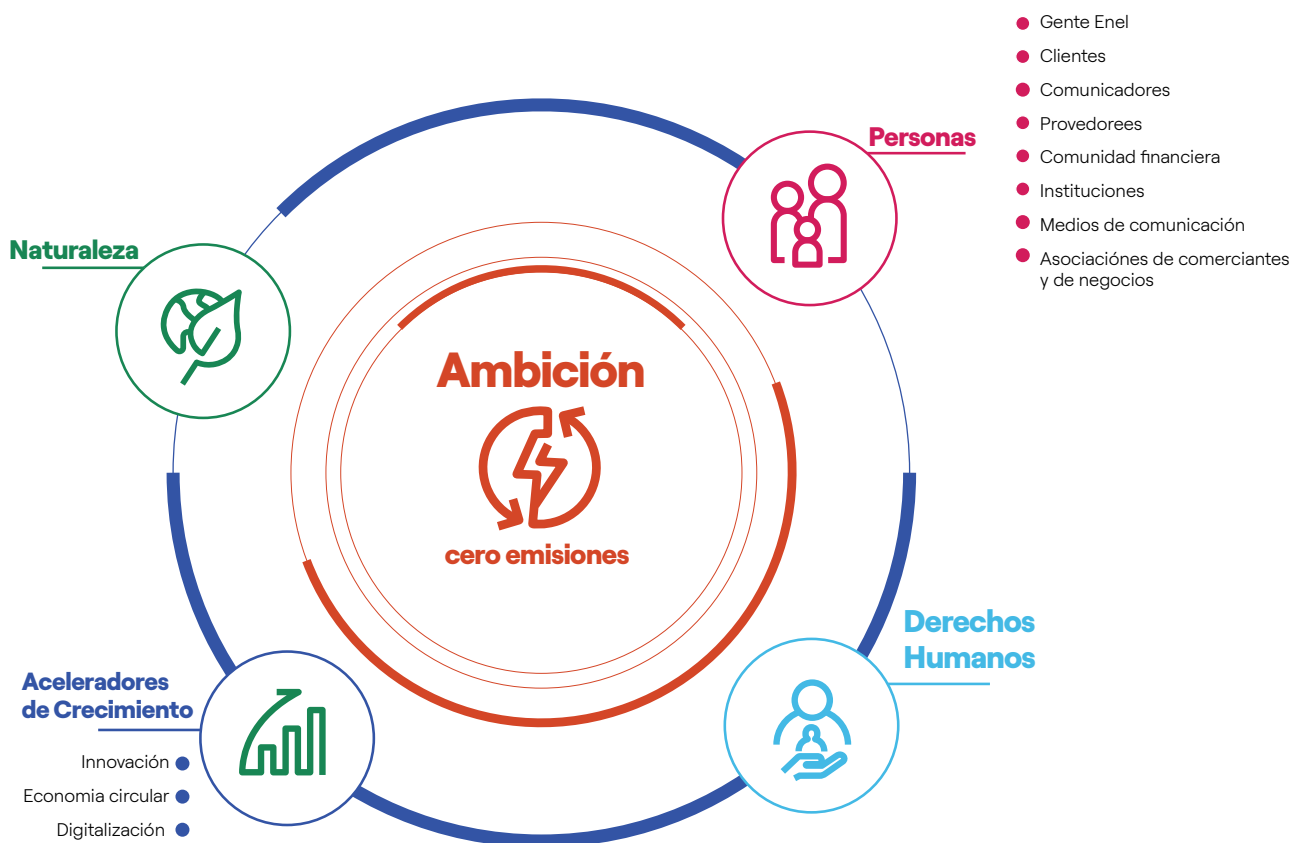 Gente Enel
Clientes
Comunicadores
Provedorees
Comunidad financiera
Instituciones
Medios de comunicación
Asociaciónes de comerciantes
y de negocios
Personas
Naturaleza
Ambición
cero emisiones
Derechos
Humanos
Aceleradores
de Crecimiento
Innovación
Economia circular
Digitalización